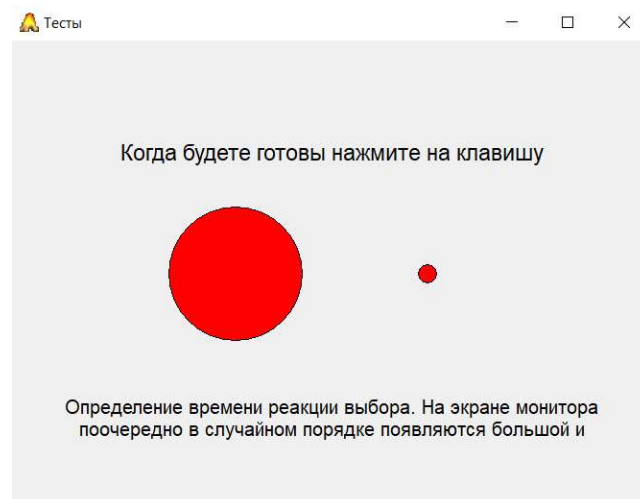 Тесты
Когда будете готовы нажмите на клавишу
Определение времени реакции выбора. На экране монитора
поочередно в случайном порядке появляются большой и